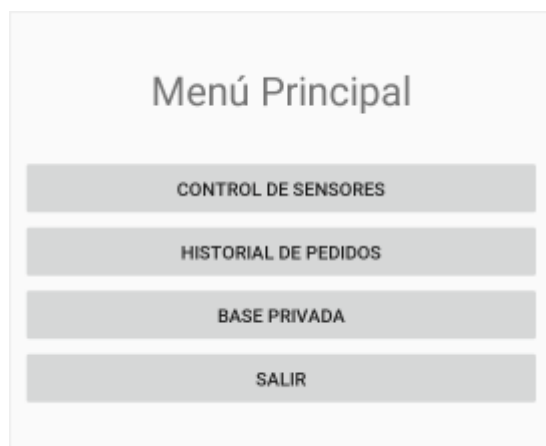 Menú Principal
CONTROL DE SENSORES
HISTORIAL DE PEDIDOS
BASE PRIVADA
SALIR